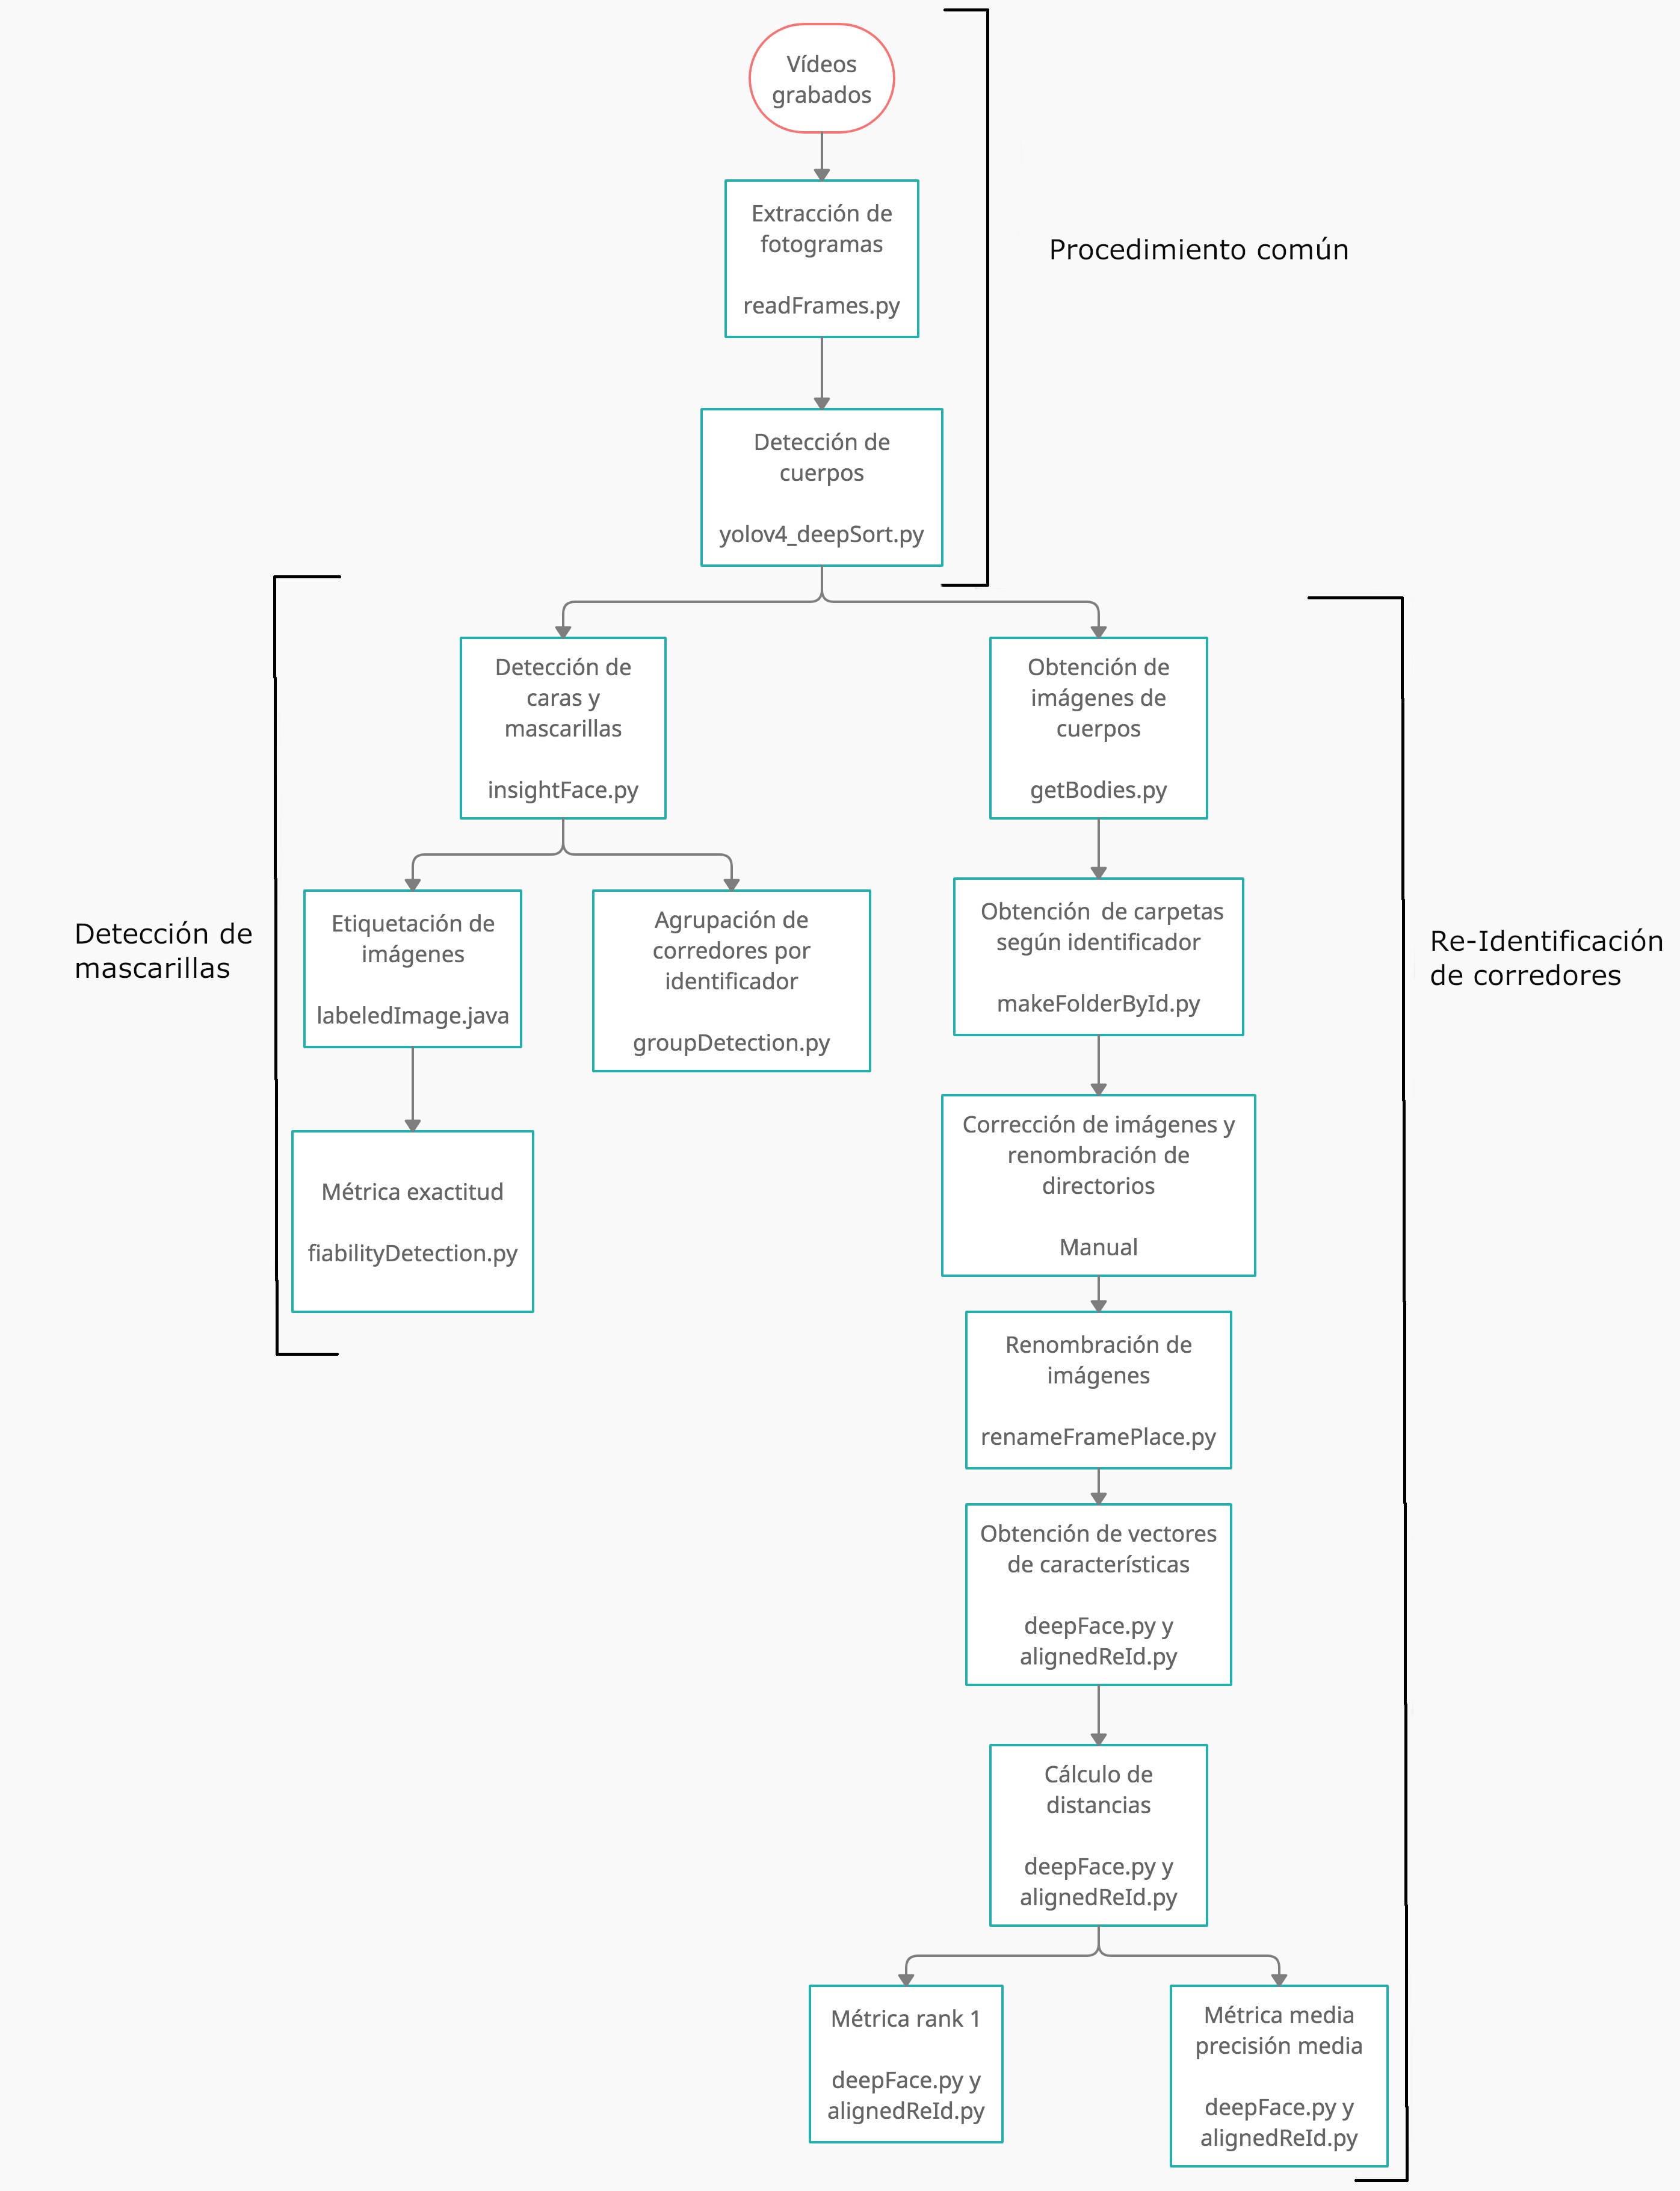 Vídeos
grabados
Extracción de
fotogramas
readFrames.py
Procedimiento común
Detección de
cuerpos
yolov4_deepSort.py
Detección de
caras y
mascarillas
insightFace.py
Obtención de
imágenes de
cuerpos
getBodies.py
Detección de
mascarillas
Etiquetación de
imágenes
labeledImage.java
Agrupación de
corredores por
identificador
groupDetection.py
Obtención de carpetas
según identificador
makeFolderById.py
Re-Identificación
de corredores
Métrica exactitud
fiabilityDetection.py
Corrección de imágenes y
renombración de
directorios
Manual
Renombración de
imágenes
renameFramePlace.py
Obtención de vectores
de característicias
deepFace.py y
alignedReId.py
Cálculo de
distancias
deepFace.py y
alignedReId.py
Métrica rank 1
deepFace.py y
alignedReId.py
Métrica media
precisión media
deepFace.py y
alignedReId.py